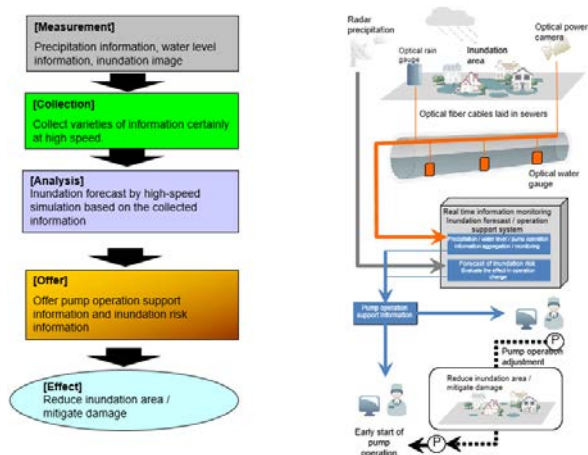 [Measurement]
Precipitation information, water level
information, inundation image
[Collection]
Collect varieties of information certainly
at high speed.
[Analysis]
Inundation forecast by high-speed
simulation based on the collected
information
[Offer]
Offer pump operation support
information and inundation risk
information
[Effect]
Reduce inundation area /
mitigate damage
Radar
precipitation
Optical rain
gauge
Inundation
area
Optical power
camera
Optical fiber cables laid in sewers
Optical water
gauge
Real time information monitoring
Inundation forecast / operation
support system
Precipitation / water level / pump operation
information aggregation / monitoring
Forecast of inundation risk
Evaluate the effect in operation
change
Pump operation
support information
P
Pump operation
adjustment
Reduce inundation area /
mitigate damage
Early start of
pump
operation
P